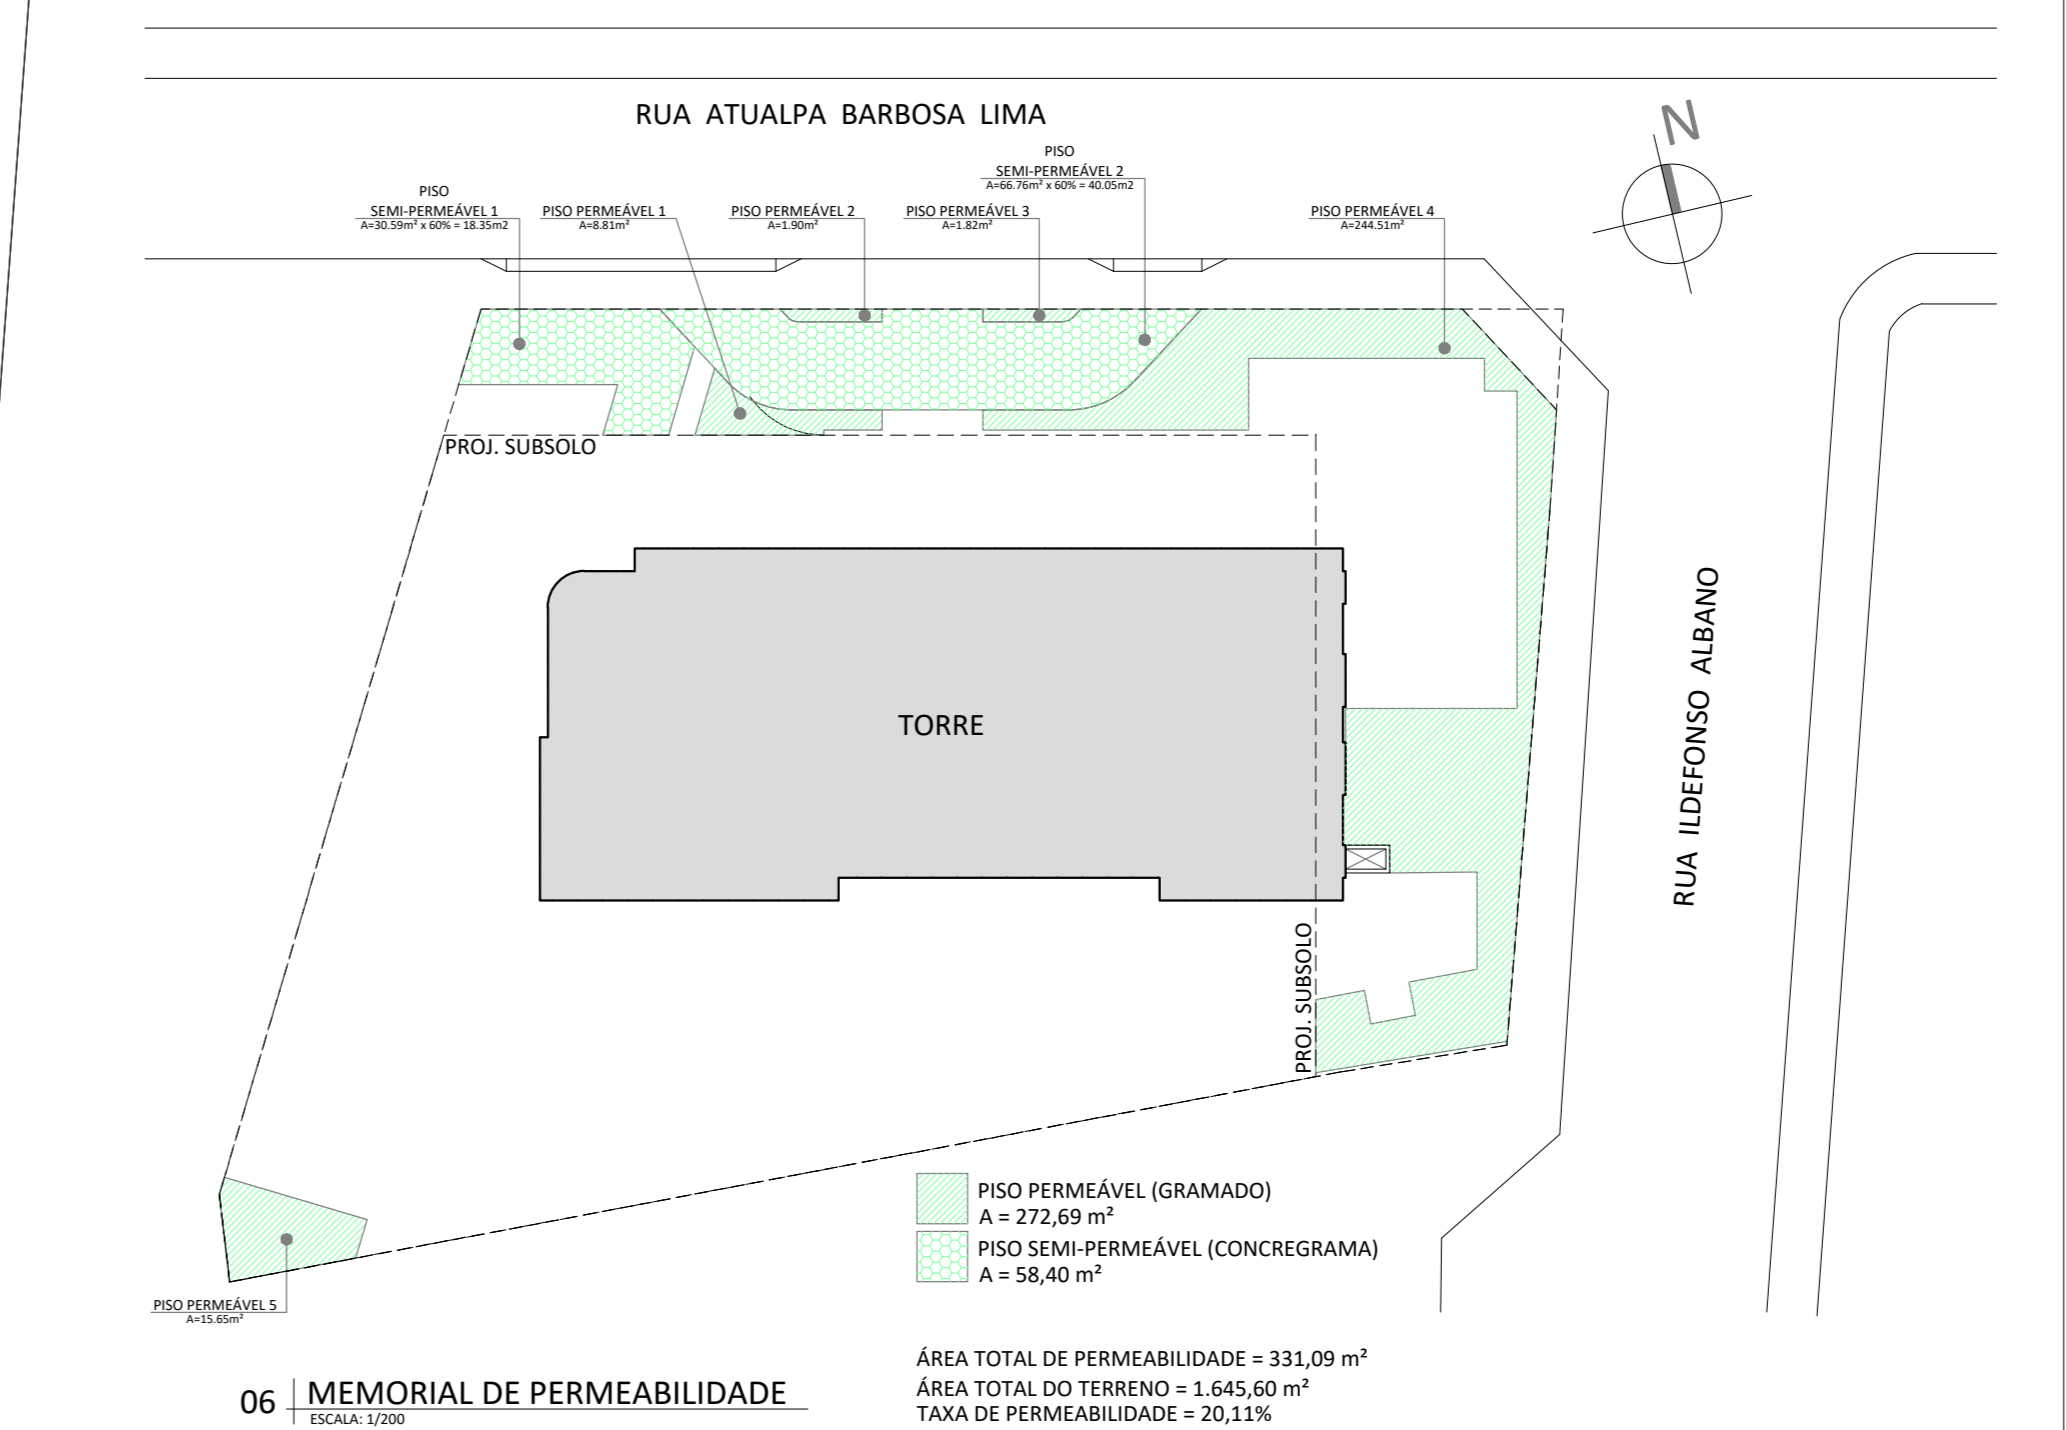 RUA ATUALPA BARBOSA LIMA
N
PISO
SEMI-PERMEÁVEL 1
A=30.59m² x 60% = 18.35m2
PISO PERMEÁVEL 1
A=8.81m²
PISO PERMEÁVEL 2
A=1.90m²
PISO PERMEÁVEL 3
A=1.82m²
PISO
SEMI-PERMEÁVEL 2
A=66.76m² x 60% = 40.05m2
PISO PERMEÁVEL 4
A=244.51m²
PROJ. SUBSOLO
TORRE
RUA ILDEFONSO ALBANO
PROJ. SUBSOLO
PISO PERMEÁVEL (GRAMADO)
A = 272,69 m²
PISO SEMI-PERMEÁVEL (CONCREGRAMA)
A = 58,40 m²
PISO PERMEÁVEL 5
A=15.65m²
ÁREA TOTAL DE PERMEABILIDADE = 331,09 m²
ÁREA TOTAL DO TERRENO = 1.645,60 m²
TAXA DE PERMEABILIDADE = 20,11%
06 MEMORIAL DE PERMEABILIDADE
ESCALA: 1/200